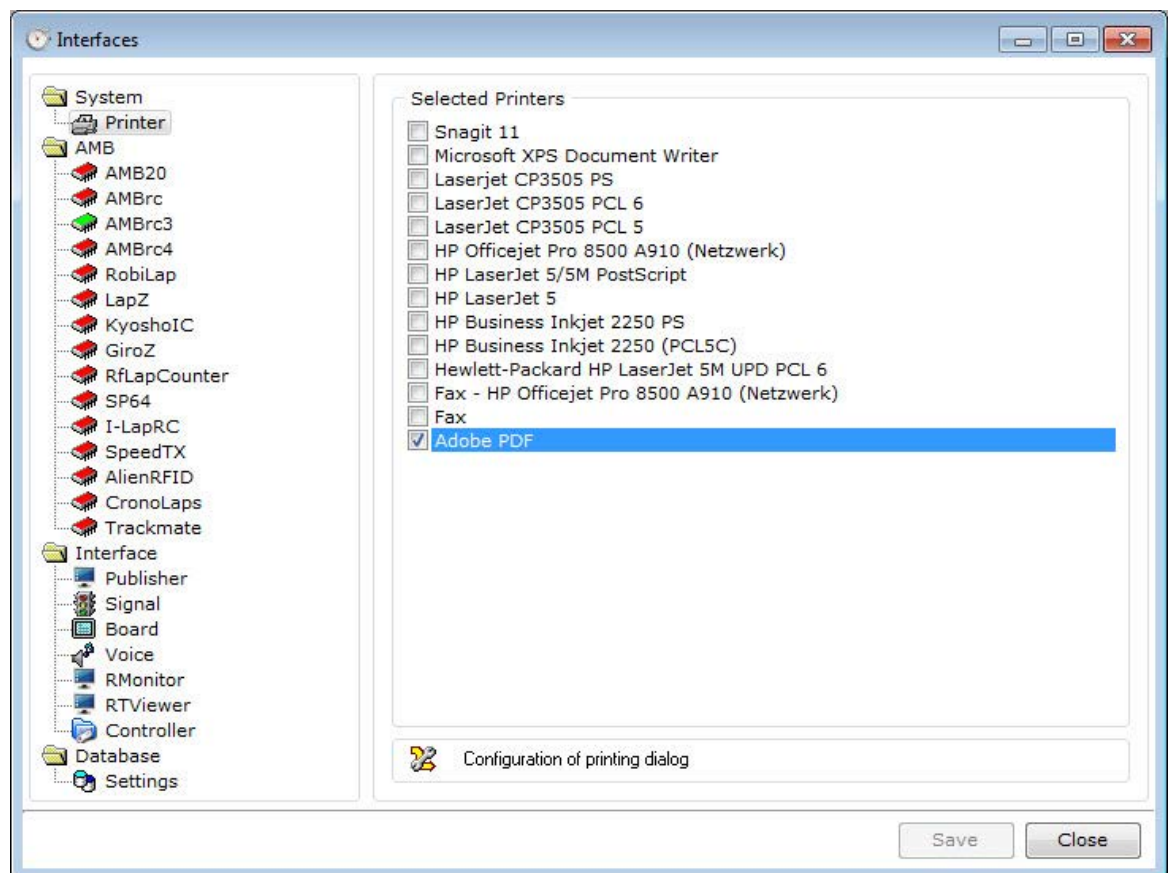 Interfaces
System
Printer
AMB
AMB20
AMBrc
AMBrc3
AMBrc4
RobiLap
LapZ
KyoshoIC
GiroZ
RfLapCounter
SP64
I-LapRC
SpeedTX
AlienRFID
CronoLaps
Trackmate
Interface
Publisher
Signal
Board
Voice
RMonitor
RTViewer
Controller
Database
Settings
Selected Printers
Snagit 11
Microsoft XPS Document Writer
Laserjet CP3505 PS
LaserJet CP3505 PCL 6
LaserJet CP3505 PCL 5
HP Officejet Pro 8500 A910 (Netzwerk)
HP LaserJet 5/5M PostScript
HP LaserJet 5
HP Business Inkjet 2250 PS
HP Business Inkjet 2250 (PCL5C)
Hewlett-Packard HP LaserJet 5M UPD PCL 6
Fax - HP Officejet Pro 8500 A910 (Netzwerk)
Fax
Adobe PDF
Configuration of printing dialog
Save Close